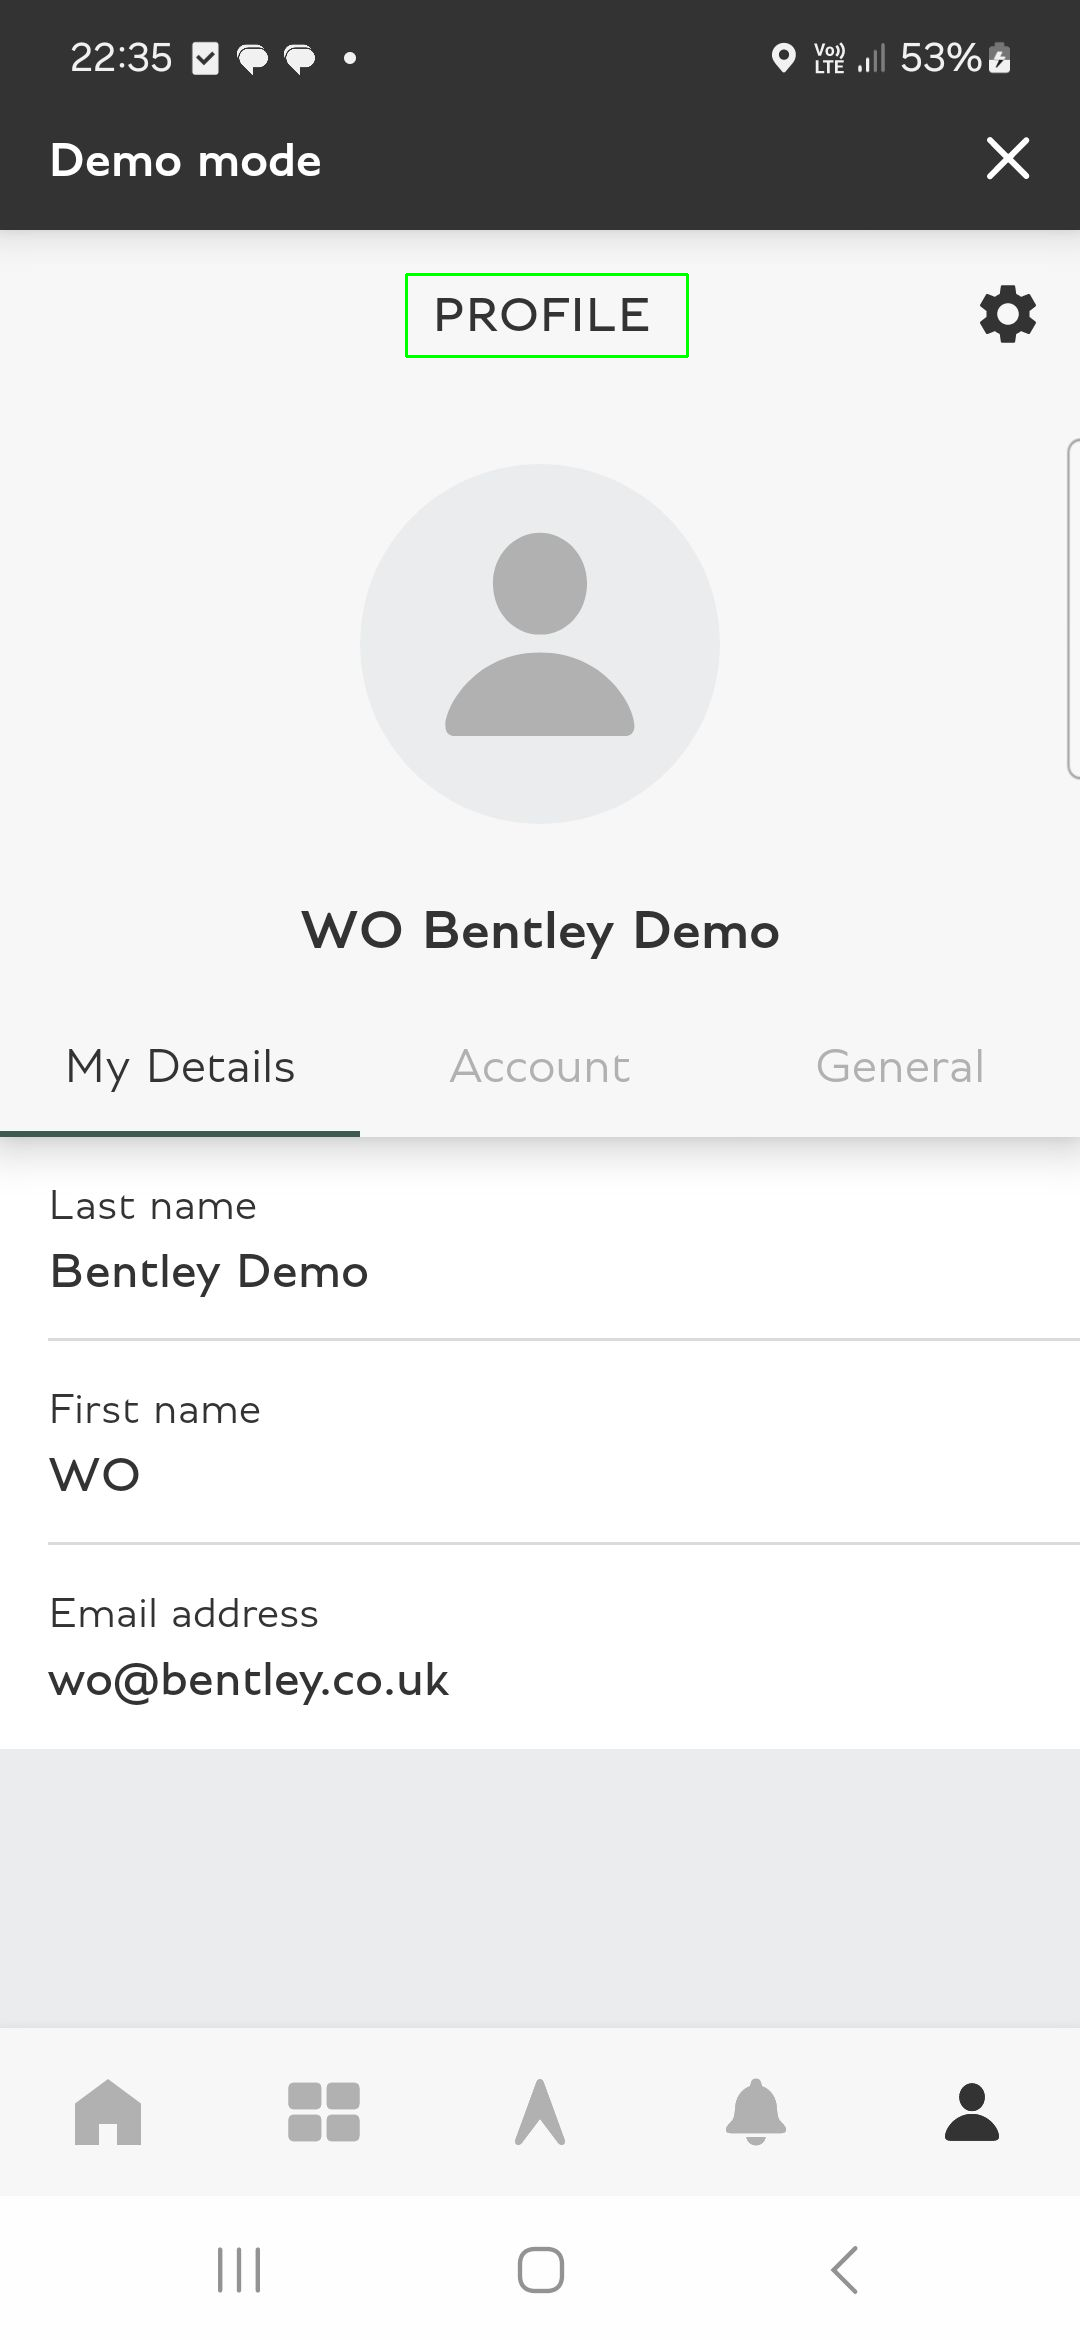 22:35 Vo)) LTE 53%
Demo mode
PROFILE
WO Bentley Demo
My Details Account General
Last name
Bentley Demo
First name
WO
Email address
wo@bentley.co.uk